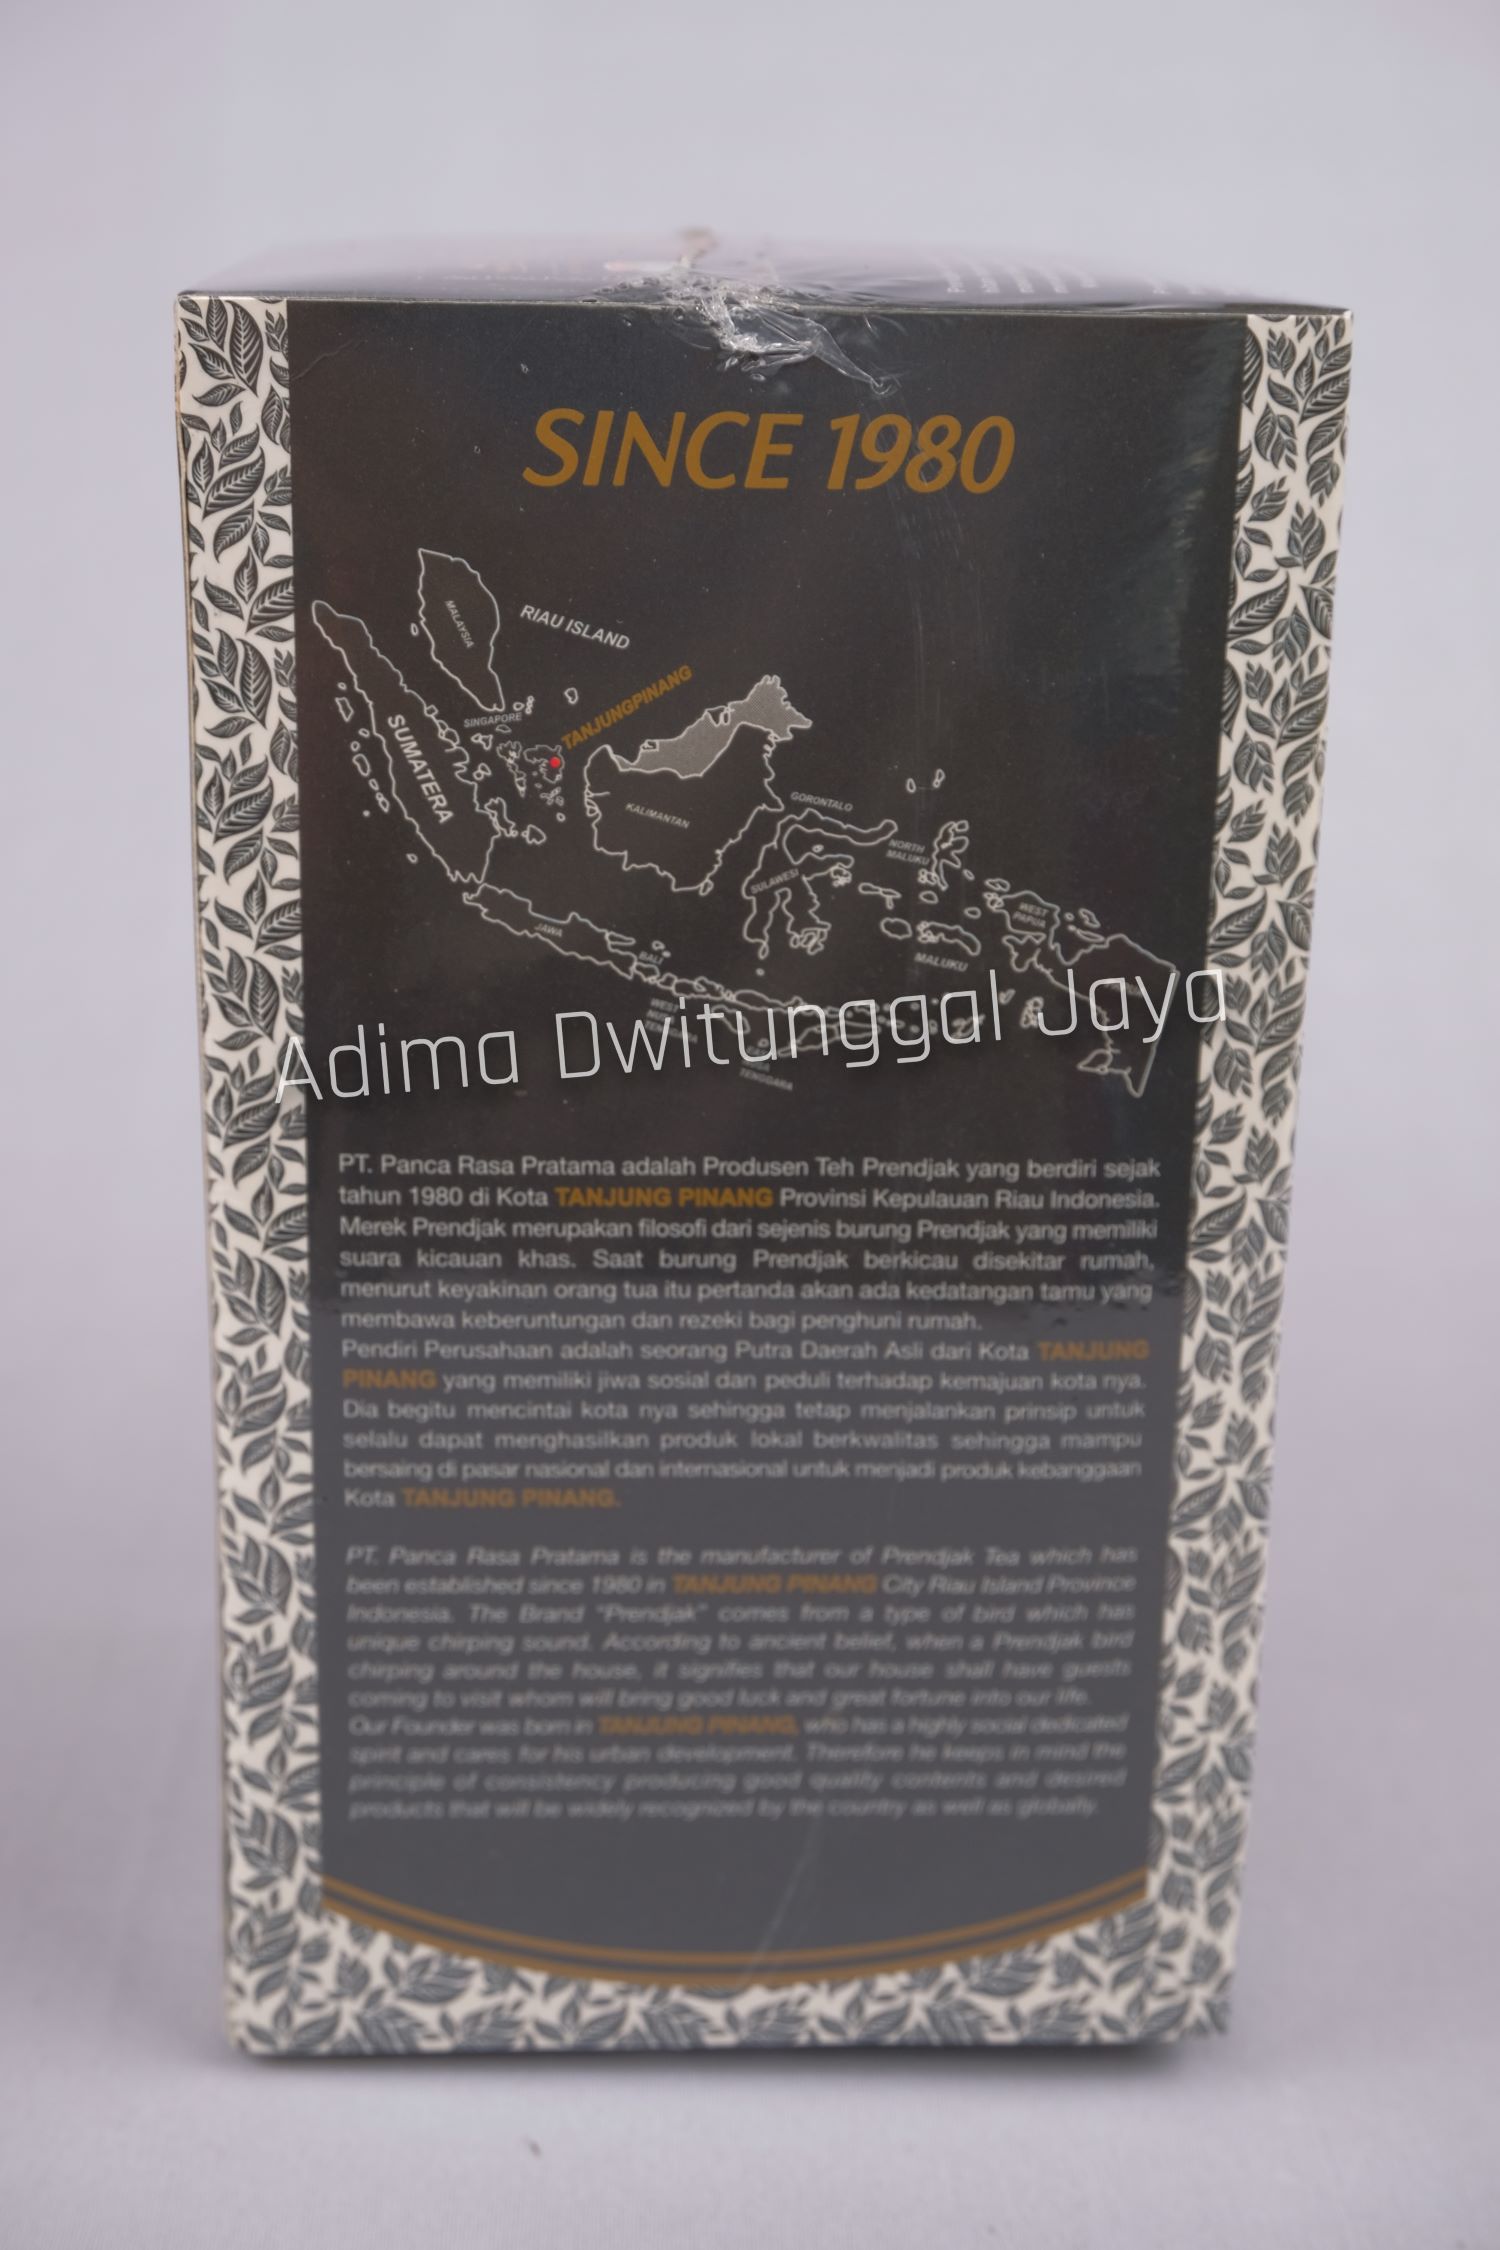 SINCE 1980
MALAYSIA
RIAU ISLAND
TANJUNGPINANG
SINGAPORE
SUMATERA
KALIMANTAN
GORONTALO
NORTH
MALUKU
SULAWESI
WEST
PAPUA
JAWA
BALI
MALUKU
WEST
TENGGARA
TENGGARA
Adima Dwitunggal Jaya
PT. Panca Rasa Pratama adalah Produsen Teh Prendjak yang berdiri sejak
tahun 1980 di Kota TANJUNG PINANG Provinsi Kepulauan Riau Indonesia.
Merek Prendjak merupakan filosofi dari sejenis burung Prendjak yang memiliki
suara kicauan khas. Saat burung Prendjak berkicau disekitar rumah,
menurut keyakinan orang tua itu pertanda akan ada kedatangan tamu yang
membawa keberuntungan dan rezeki bagi penghuni rumah.
Pendiri Perusahaan adalah seorang Putra Daerah Asli dari Kota TANJUNG
PINANG yang memiliki jiwa sosial dan peduli terhadap kemajuan kota nya.
Dia begitu mencintai kota nya sehingga tetap menjalankan prinsip untuk
selalu dapat menghasilkan produk lokal berkwalitas sehingga mampu
bersaing di pasar nasional dan internasional untuk menjadi produk kebanggaan
Kota TANJUNG PINANG.
PT. Panca Rasa Pratama is the manufacturer of Prendjak Tea which has
been established since 1980 in TANJUNG PINANG City Riau Island Province
Indonesia. The Brand "Prendjak" comes from a type of bird which has
unique chirping sound. According to ancient belief, when a Prendjak bird
chirping around the house, it signifies that our house shall have guests
coming to visit whom will bring good luck and great fortune into our life.
Our Founder was born in TANJUNG PINANG, who has a highly social dedicated
spirit and cares for his urban development. Therefore he keeps in mind the
principle of consistency producing good quality contents and desired
products that will be widely recognized by the country as well as globally.